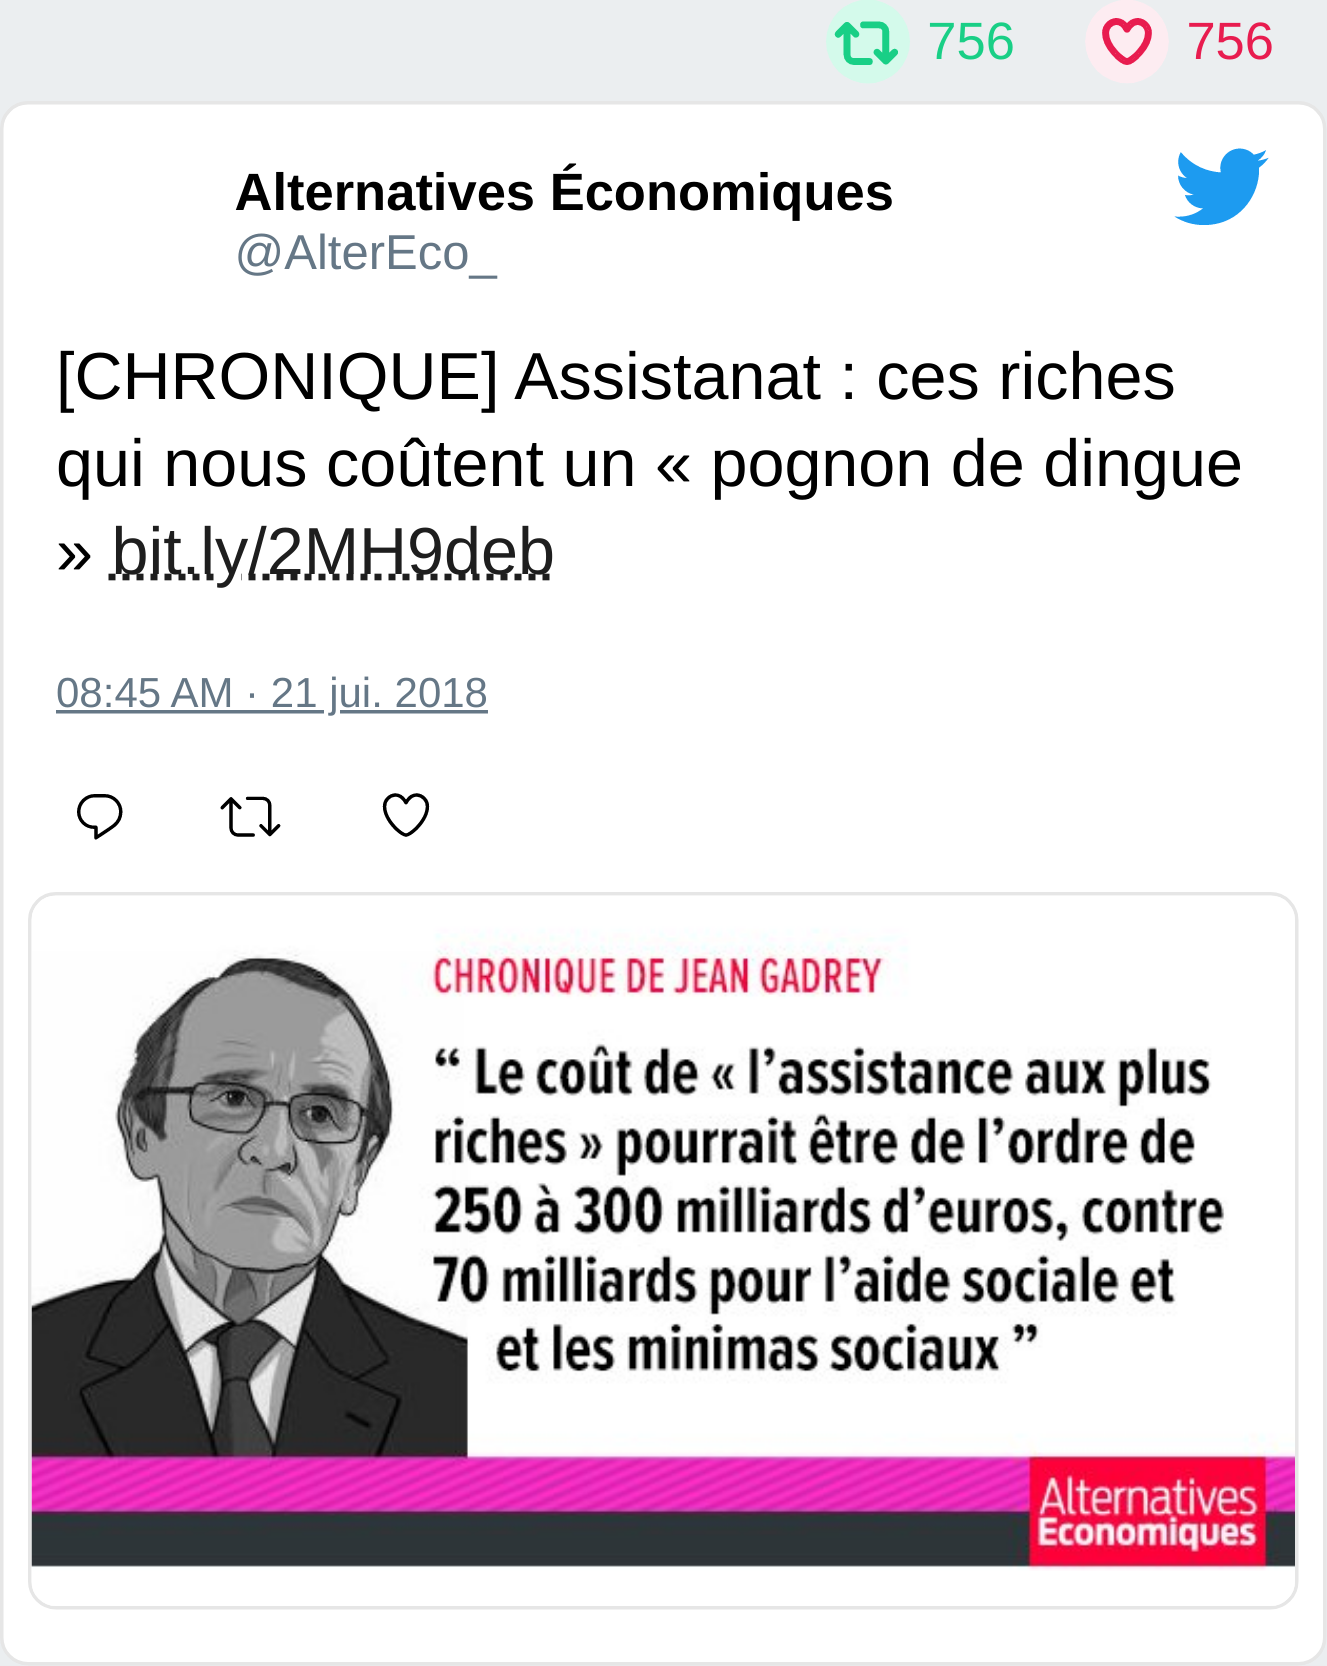 756 756
Alternatives Économiques
@AlterEco_
[CHRONIQUE] Assistanat : ces riches
qui nous coûtent un « pognon de dingue
» bit.ly/2MH9deb
08:45 AM · 21 jui. 2018
CHRONIQUE DE JEAN GADREY
“ Le coût de « l’assistance aux plus
riches » pourrait être de l’ordre de
250 à 300 milliards d’euros, contre
70 milliards pour l’aide sociale et
et les minimas sociaux ”
Alternatives
Economiques